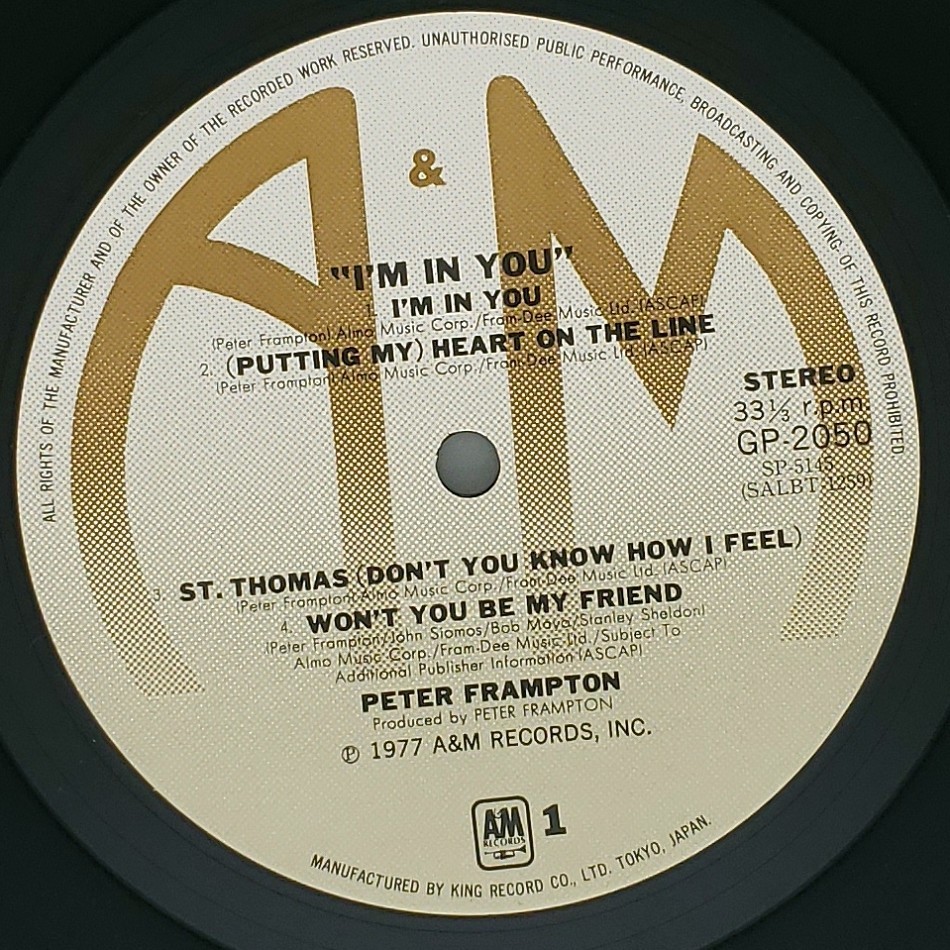 ALL RIGHTS OF THE MANUFACTURER AND OF THE OWNER OF THE RECORDED WORK RESERVED. UNAUTHORISED PUBLIC PERFORMANCE, BROADCASTING AND COPYING OF THIS RECORD PROHIBITED.
A & M
"I'M IN YOU"
1. I'M IN YOU
(Peter Frampton) Almo Music Corp./Fram-Dee Music Ltd. (ASCAP)
2. (PUTTING MY) HEART ON THE LINE
(Peter Frampton) Almo Music Corp./Fram-Dee Music Ltd. (ASCAP)
STEREO
33⅓ r.p.m.
GP-2050
SP-5145
(SALBT-1259)
3. ST. THOMAS (DON'T YOU KNOW HOW I FEEL)
(Peter Frampton) Almo Music Corp./Fram-Dee Music Ltd. (ASCAP)
4. WON'T YOU BE MY FRIEND
(Peter Frampton/John Siomos/Bob Mayo/Stanley Sheldon)
Almo Music Corp./Fram-Dee Music Ltd./Subject To
Additional Publisher Information (ASCAP)
PETER FRAMPTON
Produced by PETER FRAMPTON
℗ 1977 A&M RECORDS, INC.
A&M RECORDS 1
MANUFACTURED BY KING RECORD CO., LTD. TOKYO, JAPAN.